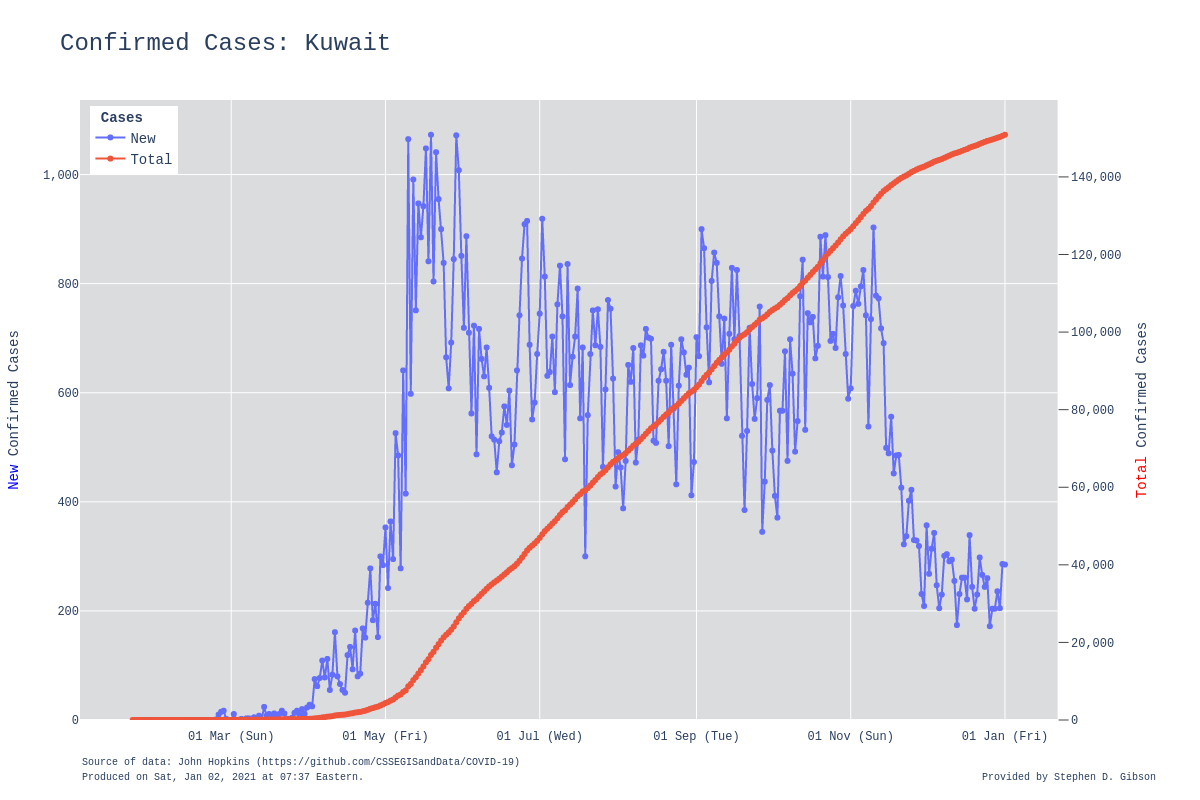 Confirmed Cases: Kuwait
Cases
New
Total
1,000
800
600
400
200
0
140,000
120,000
100,000
80,000
60,000
40,000
20,000
0
New Confirmed Cases
Total Confirmed Cases
01 Mar (Sun) 01 May (Fri) 01 Jul (Wed) 01 Sep (Tue) 01 Nov (Sun) 01 Jan (Fri)
Source of data: John Hopkins (https://github.com/CSSEGISandData/COVID-19)
Produced on Sat, Jan 02, 2021 at 07:37 Eastern.
Provided by Stephen D. Gibson